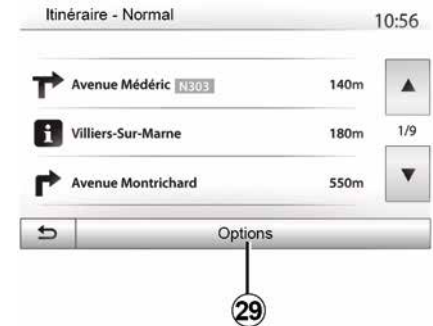 Itinéraire - Normal 10:56
Avenue Médéric N303 140m
Villiers-Sur-Marne 180m
1/9
Avenue Montrichard 550m
Options
29